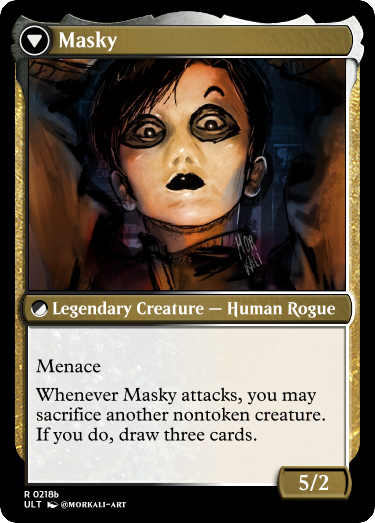 Masky
Legendary Creature — Human Rogue
Menace
Whenever Masky attacks, you may
sacrifice another nontoken creature.
If you do, draw three cards.
5/2
R 0218b
ULT @MORKALI-ART